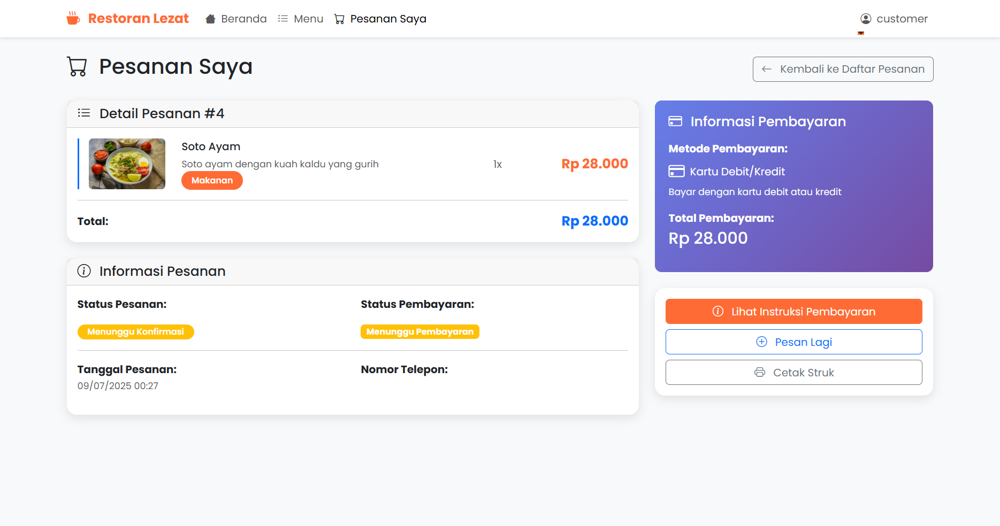 Restoran Lezat
Beranda
Menu
Pesanan Saya
customer
Pesanan Saya
Kembali ke Daftar Pesanan
Detail Pesanan #4
Soto Ayam
Soto ayam dengan kuah kaldu yang gurih
Makanan
1x
Rp 28.000
Total:
Rp 28.000
Informasi Pesanan
Status Pesanan:
Menunggu Konfirmasi
Status Pembayaran:
Menunggu Pembayaran
Tanggal Pesanan:
09/07/2025 00:27
Nomor Telepon:
Informasi Pembayaran
Metode Pembayaran:
Kartu Debit/Kredit
Bayar dengan kartu debit atau kredit
Total Pembayaran:
Rp 28.000
Lihat Instruksi Pembayaran
Pesan Lagi
Cetak Struk